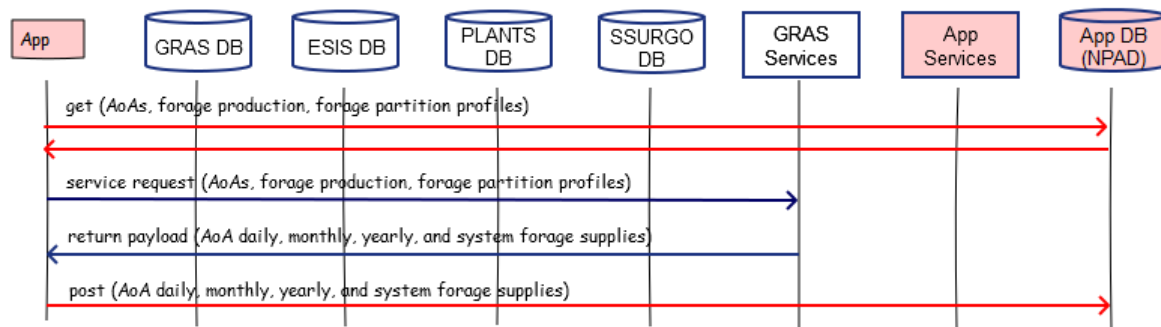 App
GRAS DB
ESIS DB
PLANTS
DB
SSURGO
DB
GRAS
Services
App
Services
App DB
(NPAD)
get (AoAs, forage production, forage partition profiles)
service request (AoAs, forage production, forage partition profiles)
return payload (AoA daily, monthly, yearly, and system forage supplies)
post (AoA daily, monthly, yearly, and system forage supplies)